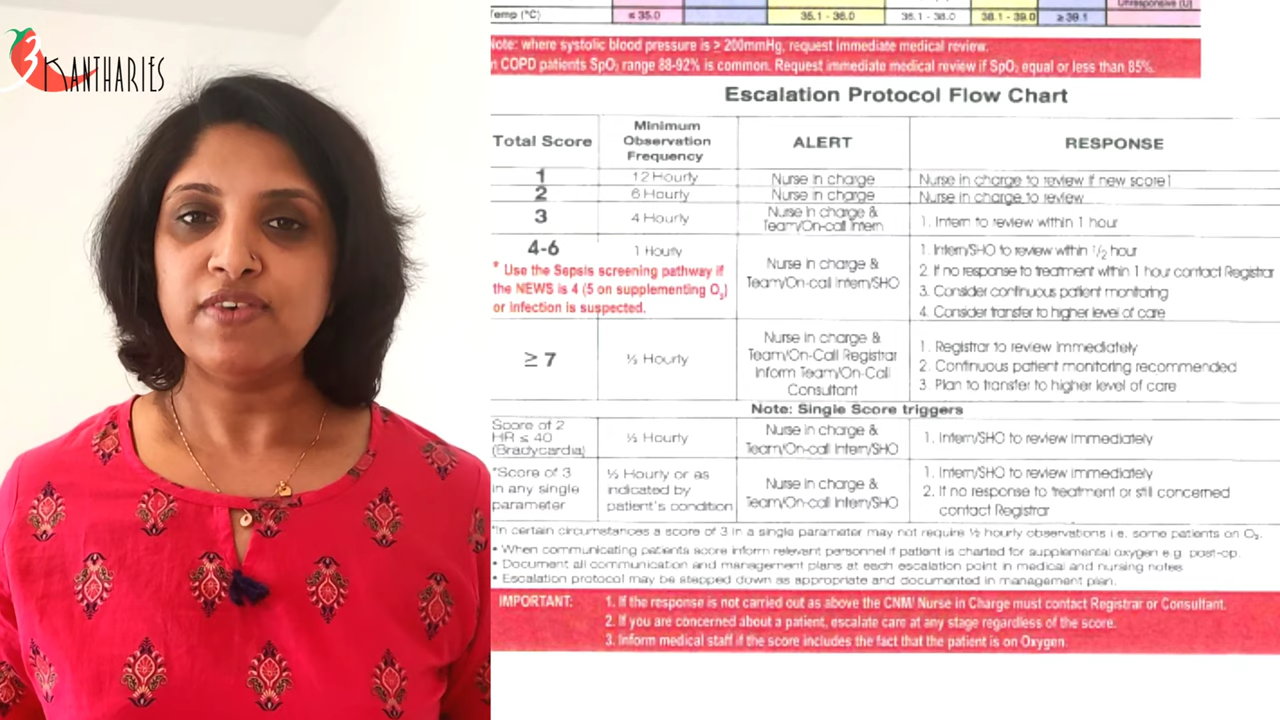 3
KANTHARIES
Unresponsive (U)
Temp (°C) ≤ 35.0 35.1 - 36.0 36.1 - 38.0 38.1 - 39.0 ≥ 39.1
Note: where systolic blood pressure is > 200mmHg, request immediate medical review.
COPD patients SpO₂ range 88-92% is common. Request immediate medical review if SpO₂ equal or less than 85%.
Escalation Protocol Flow Chart
Total Score
Minimum
Observation
Frequency
ALERT
RESPONSE
1
12 Hourly
Nurse in charge
Nurse in charge to review if new score 1
2
6 Hourly
Nurse in charge
Nurse in charge to review
3
4 Hourly
Nurse in charge &
Team/On-call Intern
1. Intern to review within 1 hour
4-6
* Use the Sepsis screening pathway if
the NEWS is 4 (5 on supplementing O₂)
or infection is suspected.
1 Hourly
Nurse in charge &
Team/On-call Intern/SHO
1. Intern/SHO to review within 1/2 hour
2. If no response to treatment within 1 hour contact Registrar
3. Consider continuous patient monitoring
4. Consider transfer to higher level of care
≥ 7
½ Hourly
Nurse in charge &
Team/On-Call Registrar
Inform Team/On-Call
Consultant
1. Registrar to review immediately
2. Continuous patient monitoring recommended
3. Plan to transfer to higher level of care
Note: Single Score triggers
Score of 2
HR ≤ 40
(Bradycardia)
½ Hourly
Nurse in charge &
Team/On-call Intern/SHO
1. Intern/SHO to review immediately
*Score of 3
in any single
parameter
½ Hourly or as
indicated by
patient's condition
Nurse in charge &
Team/On-call Intern/SHO
1. Intern/SHO to review immediately
2. If no response to treatment or still concerned
contact Registrar
*In certain circumstances a score of 3 in a single parameter may not require ½ hourly observations i.e. some patients on O₂.
• When communicating patients score inform relevant personnel if patient is charted for supplemental oxygen e.g. post-op.
• Document all communication and management plans at each escalation point in medical and nursing notes
• Escalation protocol may be stepped down as appropriate and documented in management plan.
IMPORTANT: 1. If the response is not carried out as above the CNM/ Nurse in Charge must contact Registrar or Consultant.
2. If you are concerned about a patient, escalate care at any stage regardless of the score.
3. Inform medical staff if the score includes the fact that the patient is on Oxygen.